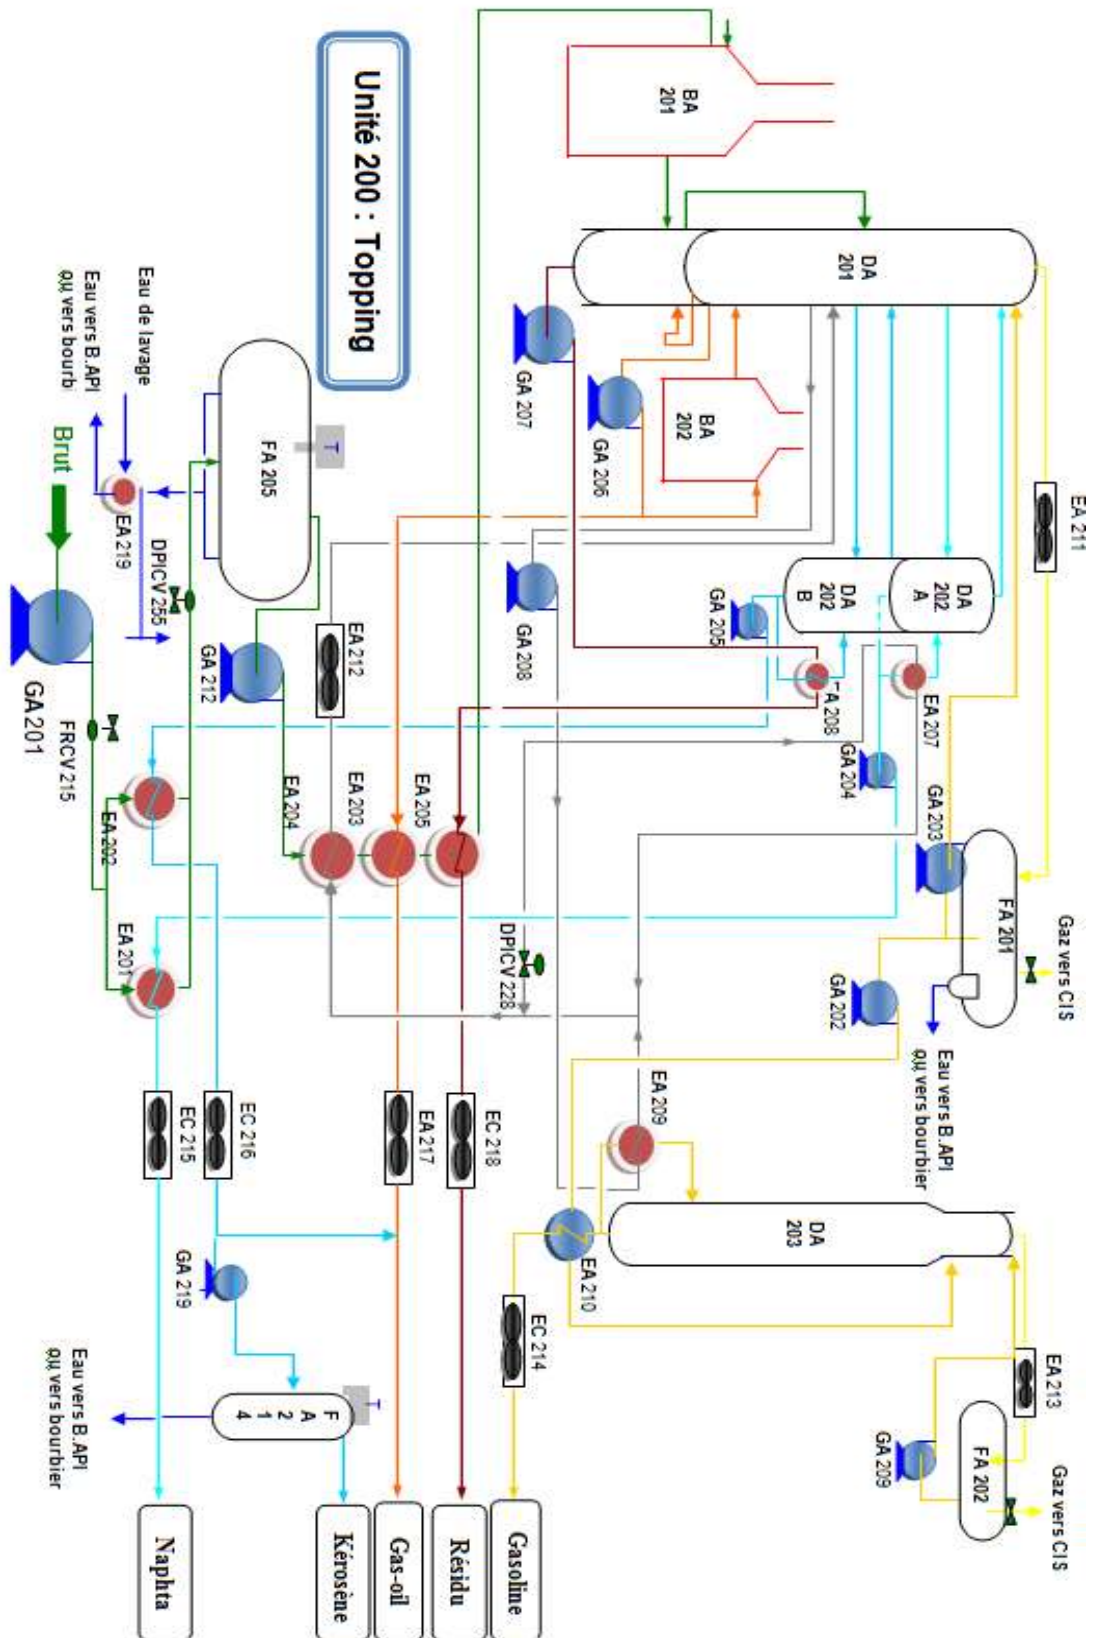 Unité 200 : Topping
BA
201
DA
201
EA 211
BA
202
GA 207
GA 206
GA 208
DA
202
A
DA
202
B
GA 205
EA 207
A 208
GA 204
GA 203
FA 201
Gaz vers CIS
GA 202
Eau vers B.API
ou vers bourbier
EA 209
DA
203
EA 210
EC 214
EA 213
FA 202
GA 209
Gaz vers CIS
FA 205
T
Eau de lavage
Eau vers B.API
ou vers bourbi
EA 219
DPICV 255
Brut
GA 201
FRCV 215
GA 212
EA 212
EA 204
EA 203
EA 205
EA 202
EA 201
DPICV 228
EC 215
EC 216
EA 217
EC 218
GA 219
F
A
2
1
4
T
Eau vers B.API
ou vers bourbier
Naphta
Kérosène
Gas-oil
Résidu
Gasoline